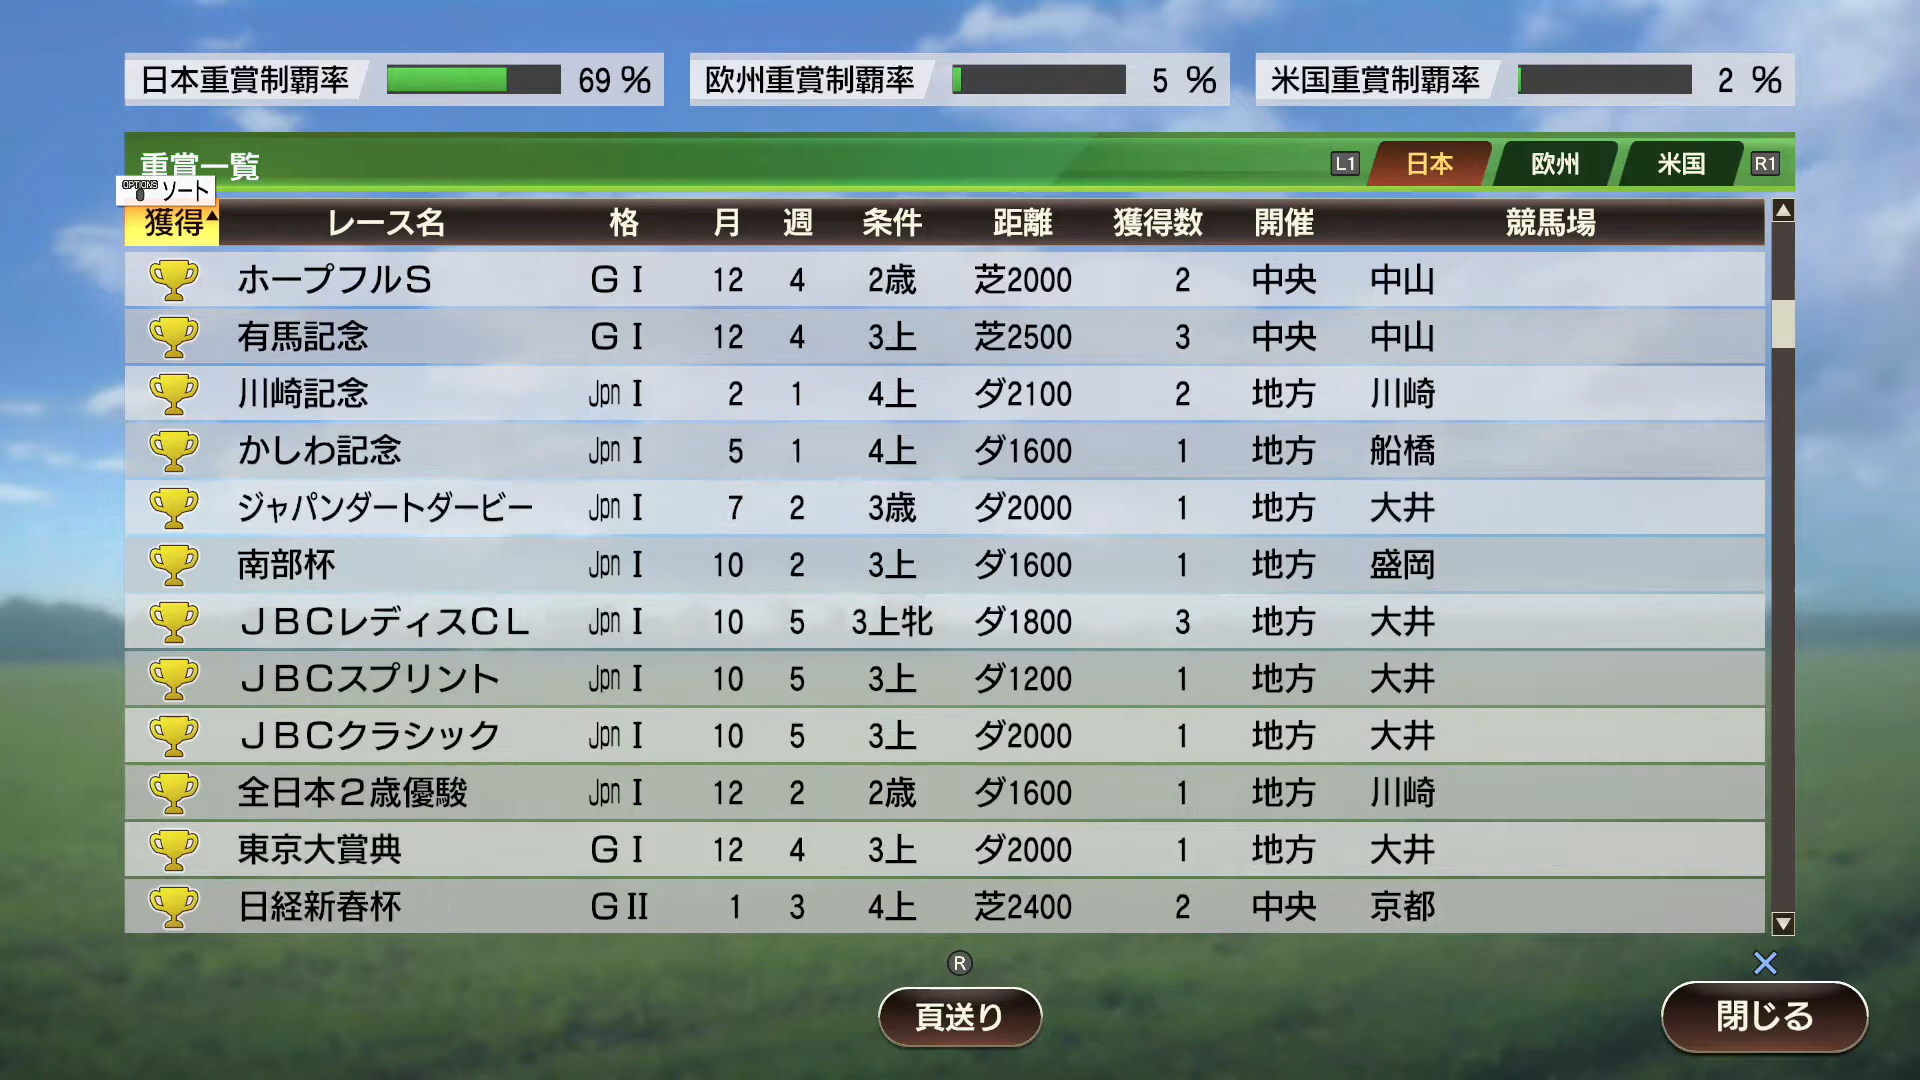 日本重賞制覇率 69 %
欧州重賞制覇率 5 %
米国重賞制覇率 2 %
重賞一覧 L1 日本 欧州 米国 R1
OPTIONS ソート
獲得 レース名 格 月 週 条件 距離 獲得数 開催 競馬場
ホープフルS GⅠ 12 4 2歳 芝2000 2 中央 中山
有馬記念 GⅠ 12 4 3上 芝2500 3 中央 中山
川崎記念 JpnⅠ 2 1 4上 ダ2100 2 地方 川崎
かしわ記念 JpnⅠ 5 1 4上 ダ1600 1 地方 船橋
ジャパンダートダービー JpnⅠ 7 2 3歳 ダ2000 1 地方 大井
南部杯 JpnⅠ 10 2 3上 ダ1600 1 地方 盛岡
JBCレディスCL JpnⅠ 10 5 3上牝 ダ1800 3 地方 大井
JBCスプリント JpnⅠ 10 5 3上 ダ1200 1 地方 大井
JBCクラシック JpnⅠ 10 5 3上 ダ2000 1 地方 大井
全日本2歳優駿 JpnⅠ 12 2 2歳 ダ1600 1 地方 川崎
東京大賞典 GⅠ 12 4 3上 ダ2000 1 地方 大井
日経新春杯 GⅡ 1 3 4上 芝2400 2 中央 京都
R
頁送り
閉じる